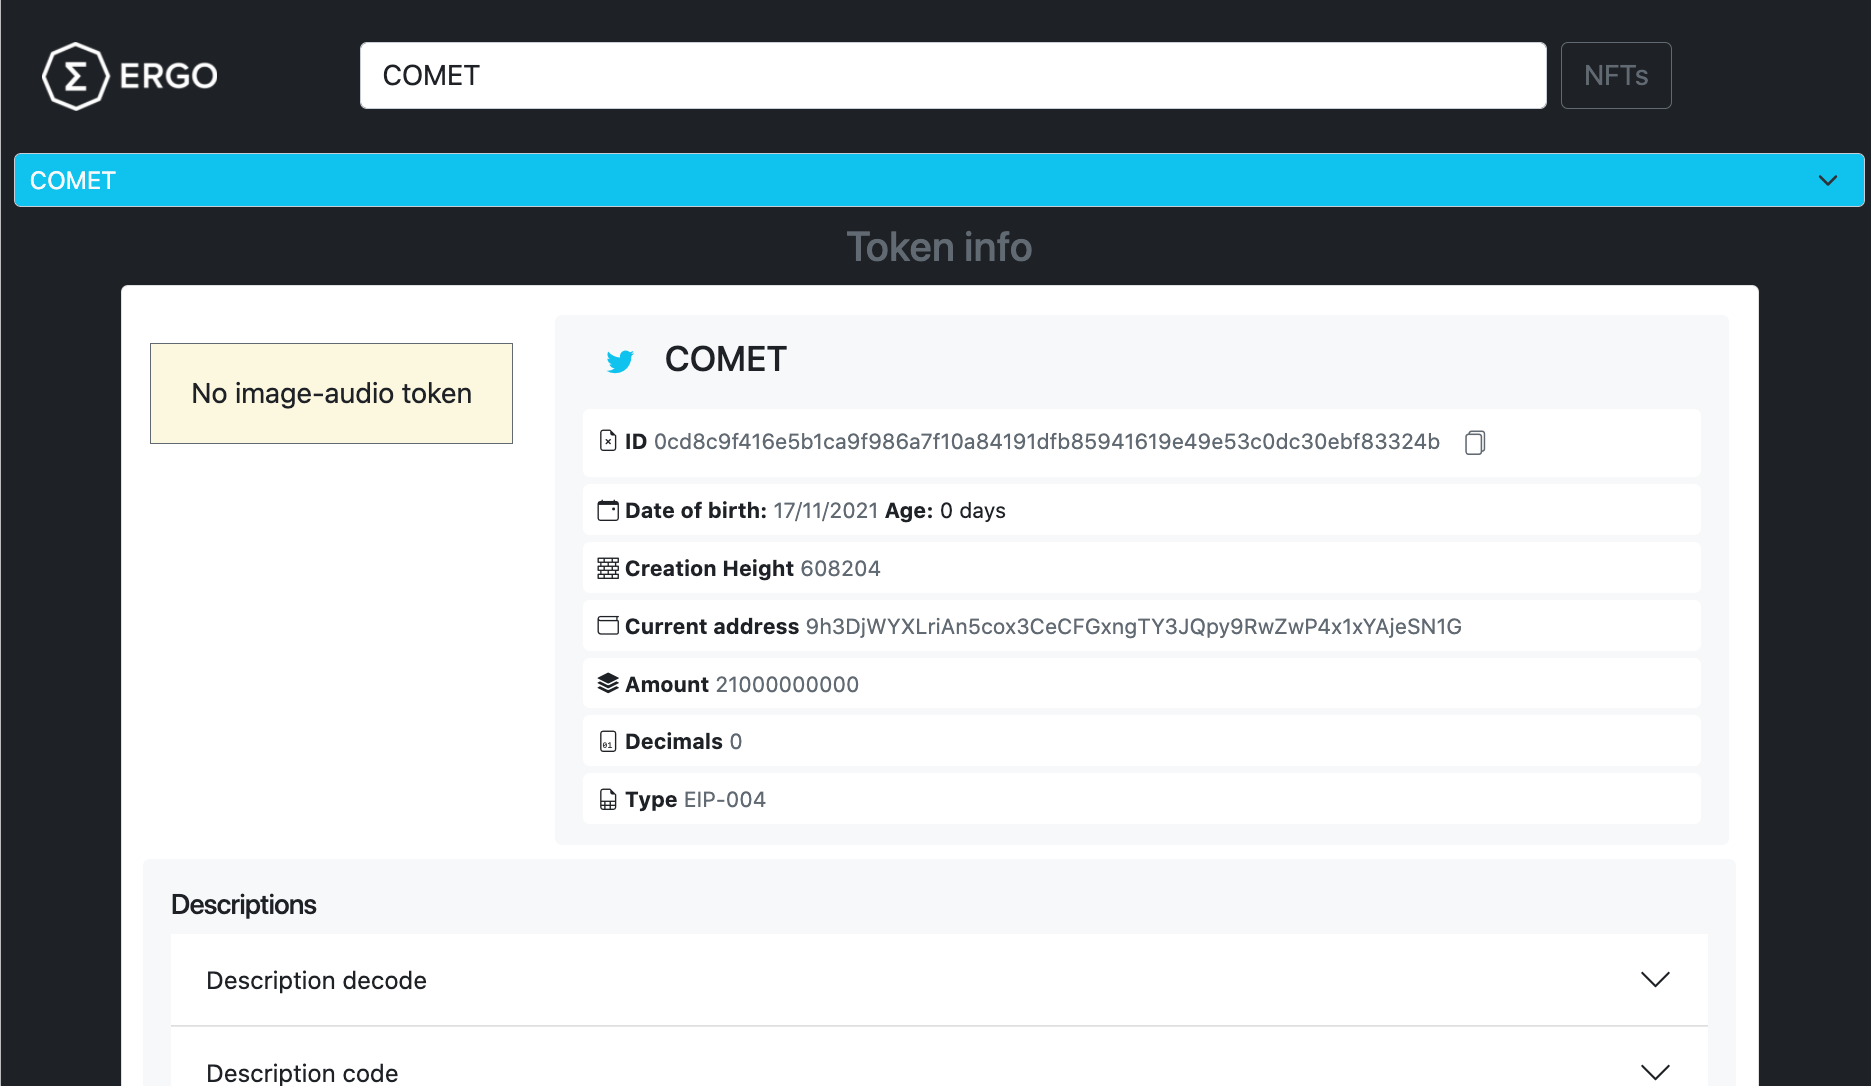 ERGO
COMET
NFTs
COMET
Token info
No image-audio token
COMET
ID 0cd8c9f416e5b1ca9f986a7f10a84191dfb85941619e49e53c0dc30ebf83324b
Date of birth: 17/11/2021 Age: 0 days
Creation Height 608204
Current address 9h3DjWYXLriAn5cox3CeCFGxngTY3JQpy9RwZwP4x1xYAjeSN1G
Amount 21000000000
Decimals 0
Type EIP-004
Descriptions
Description decode
Description code